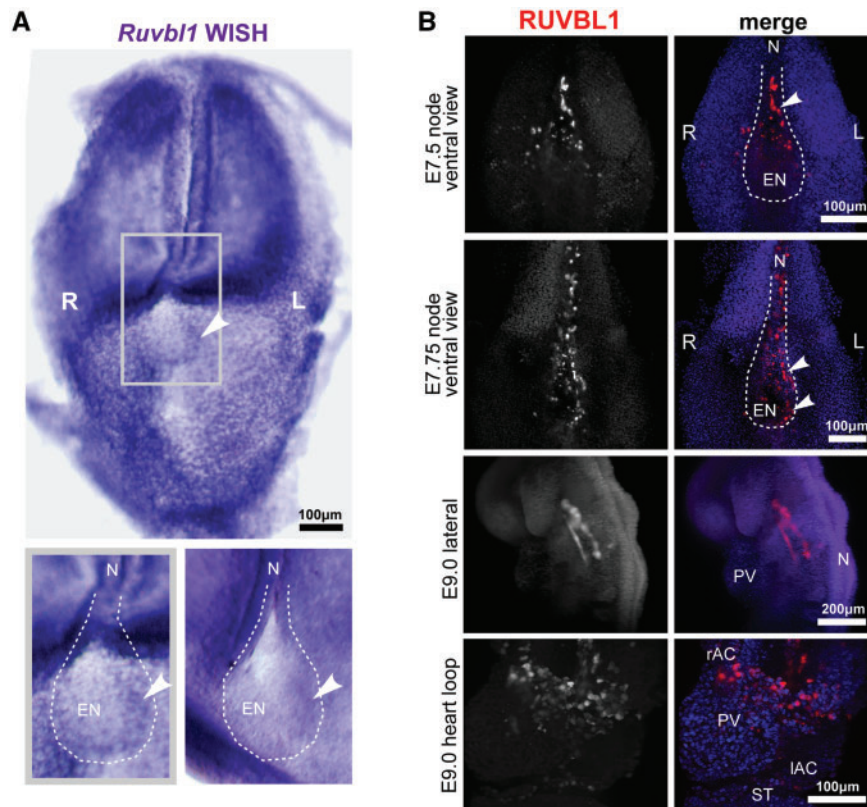 A
Ruvbl1 WISH
R
L
100µm
N
EN
N
EN
B
RUVBL1
merge
E7.5 node
ventral view
N
R
L
EN
100µm
E7.75 node
ventral view
N
R
L
EN
100µm
E9.0 lateral
PV
N
200µm
E9.0 heart loop
rAC
PV
lAC
ST
100µm